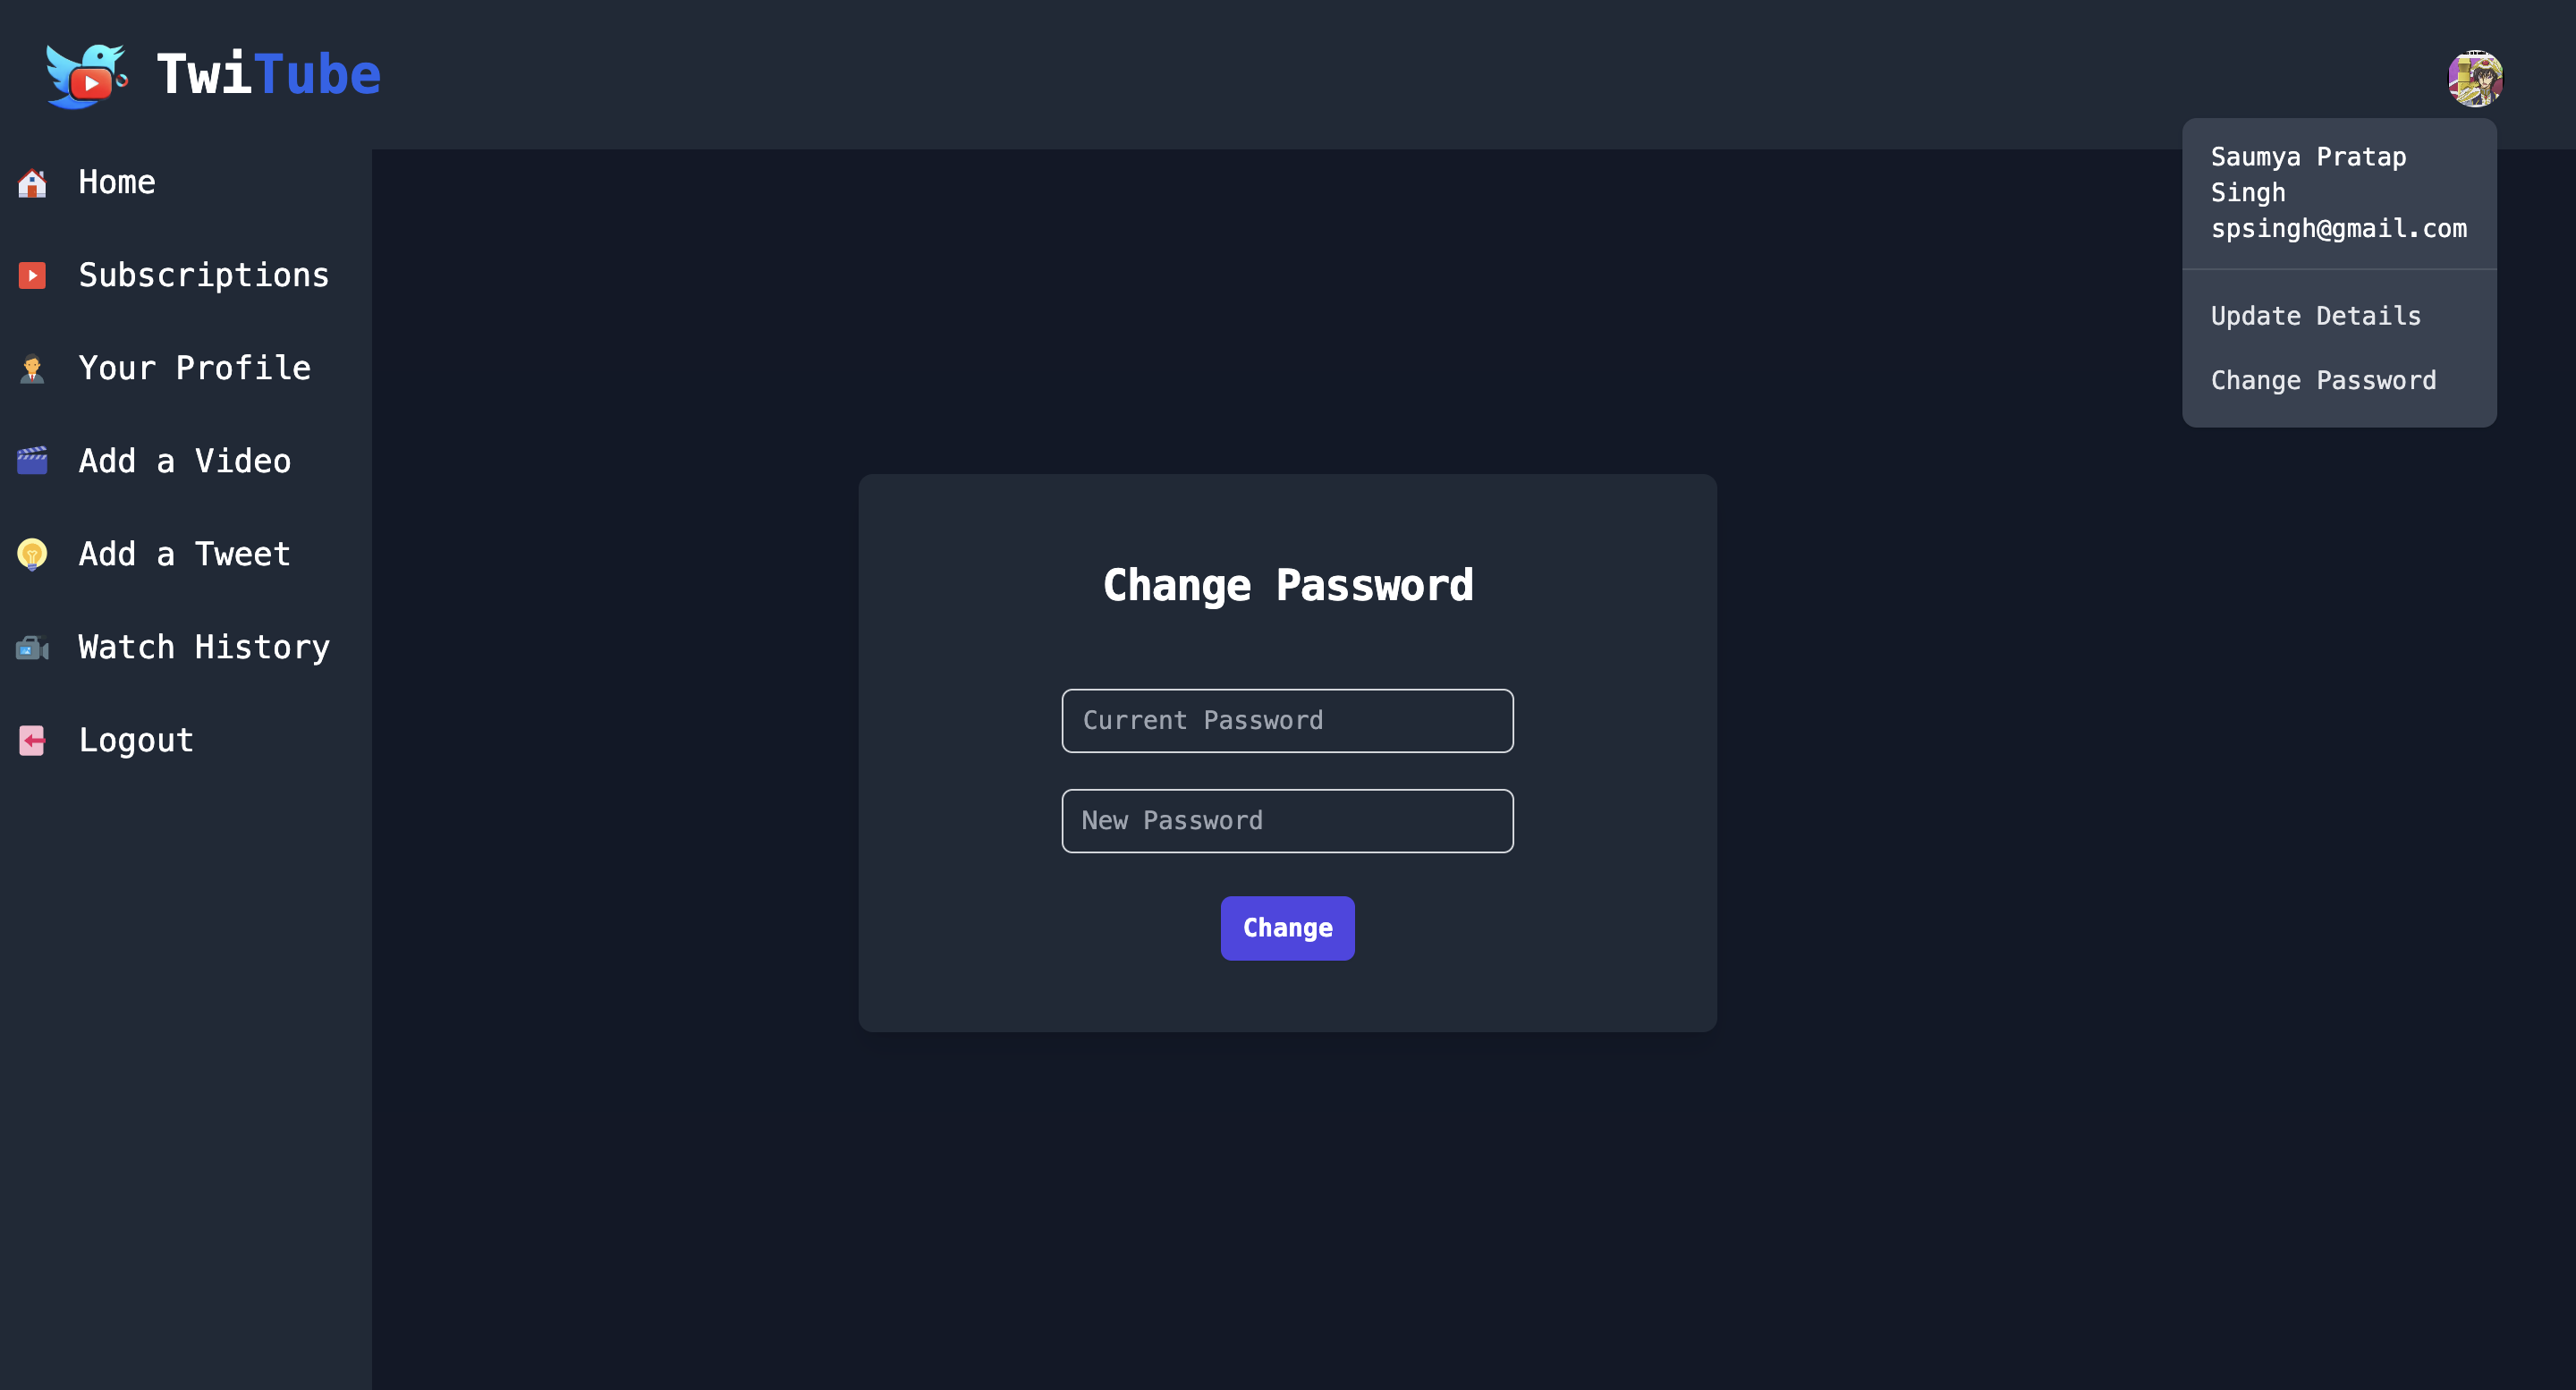 TwiTube
Home
Subscriptions
Your Profile
Add a Video
Add a Tweet
Watch History
Logout
Saumya Pratap
Singh
spsingh@gmail.com
Update Details
Change Password
Change Password
Current Password
New Password
Change